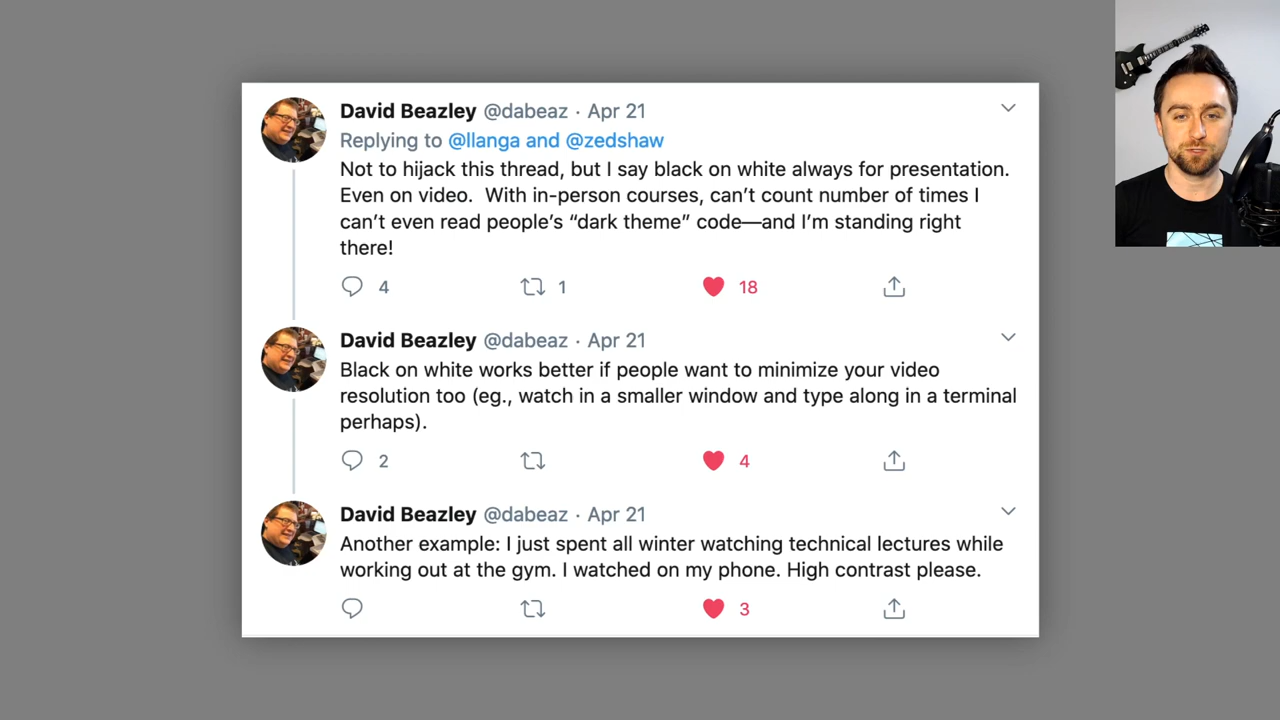 David Beazley @dabeaz · Apr 21
Replying to @llanga and @zedshaw
Not to hijack this thread, but I say black on white always for presentation.
Even on video.  With in-person courses, can’t count number of times I
can’t even read people’s “dark theme” code—and I’m standing right
there!
4 1 18
David Beazley @dabeaz · Apr 21
Black on white works better if people want to minimize your video
resolution too (eg., watch in a smaller window and type along in a terminal
perhaps).
2 4
David Beazley @dabeaz · Apr 21
Another example: I just spent all winter watching technical lectures while
working out at the gym. I watched on my phone. High contrast please.
3